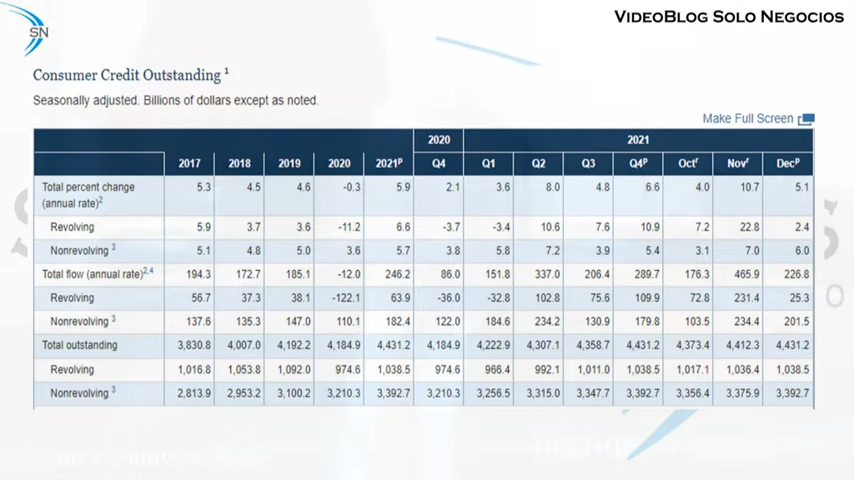 VideoBlog Solo Negocios
SN
Consumer Credit Outstanding 1
Seasonally adjusted. Billions of dollars except as noted.
Make Full Screen
2020 2021
2017 2018 2019 2020 2021p Q4 Q1 Q2 Q3 Q4p Octr Novr Decp
Total percent change 5.3 4.5 4.6 -0.3 5.9 2.1 3.6 8.0 4.8 6.6 4.0 10.7 5.1
(annual rate)2
Revolving 5.9 3.7 3.6 -11.2 6.6 -3.7 -3.4 10.6 7.6 10.9 7.2 22.8 2.4
Nonrevolving 3 5.1 4.8 5.0 3.6 5.7 3.8 5.8 7.2 3.9 5.4 3.1 7.0 6.0
Total flow (annual rate)2,4 194.3 172.7 185.1 -12.0 246.2 86.0 151.8 337.0 206.4 289.7 176.3 465.9 226.8
Revolving 56.7 37.3 38.1 -122.1 63.9 -36.0 -32.8 102.8 75.6 109.9 72.8 231.4 25.3
Nonrevolving 3 137.6 135.3 147.0 110.1 182.4 122.0 184.6 234.2 130.9 179.8 103.5 234.4 201.5
Total outstanding 3,830.8 4,007.0 4,192.2 4,184.9 4,431.2 4,184.9 4,222.9 4,307.1 4,358.7 4,431.2 4,373.4 4,412.3 4,431.2
Revolving 1,016.8 1,053.8 1,092.0 974.6 1,038.5 974.6 966.4 992.1 1,011.0 1,038.5 1,017.1 1,036.4 1,038.5
Nonrevolving 3 2,813.9 2,953.2 3,100.2 3,210.3 3,392.7 3,210.3 3,256.5 3,315.0 3,347.7 3,392.7 3,356.4 3,375.9 3,392.7